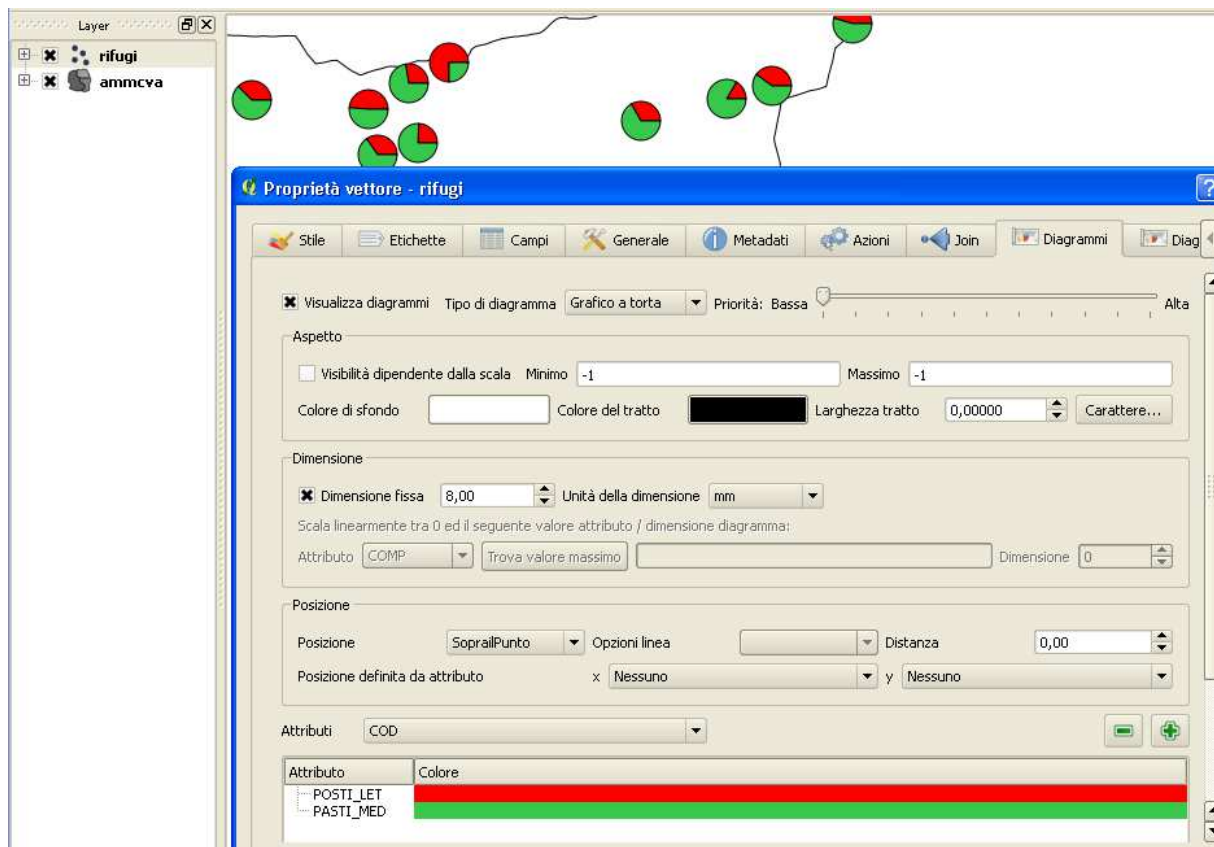 Layer
rifugi
ammcva
Proprietà vettore - rifugi
?
Stile Etichette Campi Generale Metadati Azioni Join Diagrammi Diag
Visualizza diagrammi Tipo di diagramma Grafico a torta Priorità: Bassa Alta
Aspetto
Visibilità dipendente dalla scala Minimo -1 Massimo -1
Colore di sfondo Colore del tratto Larghezza tratto 0,00000 Carattere...
Dimensione
Dimensione fissa 8,00 Unità della dimensione mm
Scala linearmente tra 0 ed il seguente valore attributo / dimensione diagramma:
Attributo COMP Trova valore massimo Dimensione 0
Posizione
Posizione SoprailPunto Opzioni linea Distanza 0,00
Posizione definita da attributo x Nessuno y Nessuno
Attributi COD
Attributo Colore
POSTI_LET
PASTI_MED